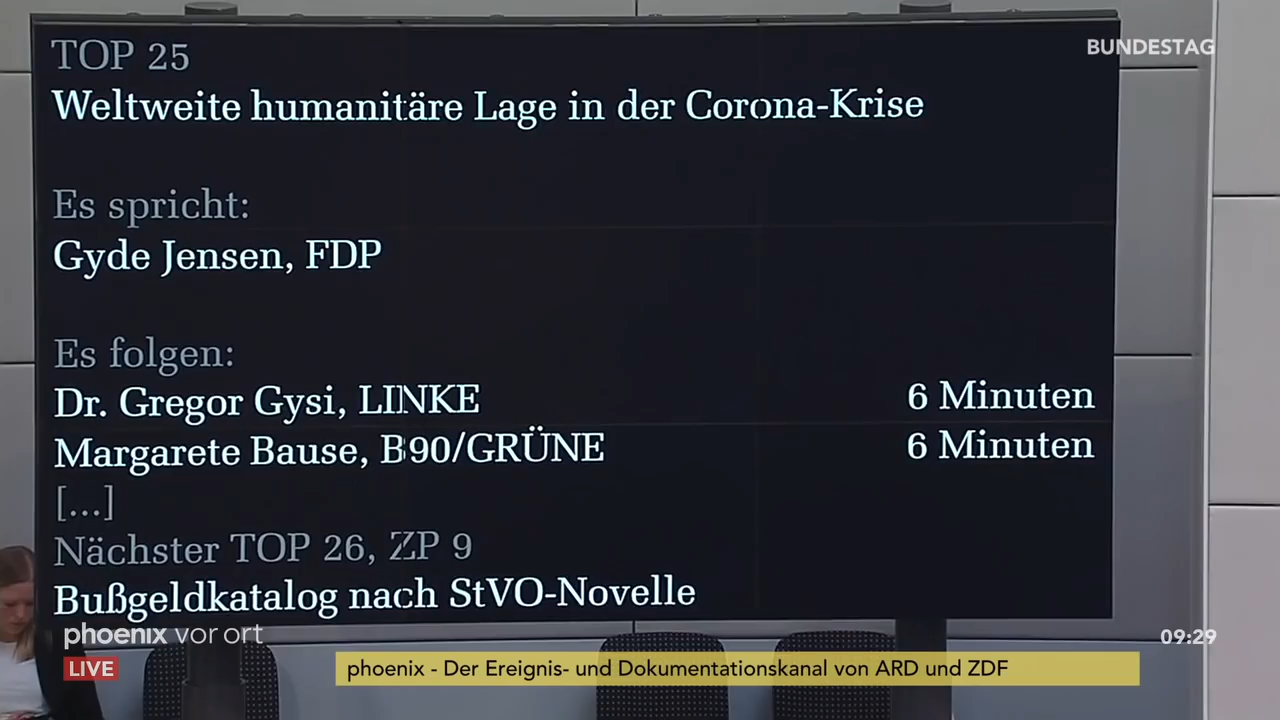 TOP 25
BUNDESTAG
Weltweite humanitäre Lage in der Corona-Krise
Es spricht:
Gyde Jensen, FDP
Es folgen:
Dr. Gregor Gysi, LINKE 6 Minuten
Margarete Bause, B90/GRÜNE 6 Minuten
[...]
Nächster TOP 26, ZP 9
Bußgeldkatalog nach StVO-Novelle
phoenix vor ort
09:29
LIVE
phoenix - Der Ereignis- und Dokumentationskanal von ARD und ZDF